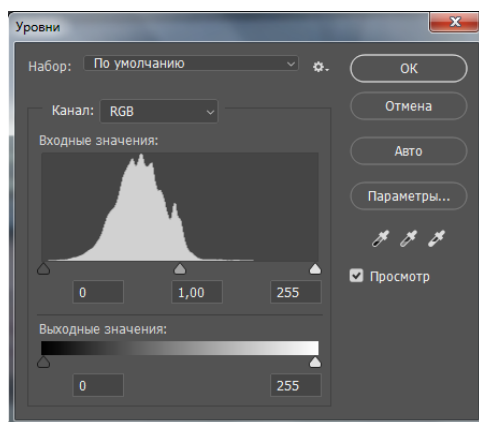 Уровни
Набор: По умолчанию
OK
Канал: RGB
Отмена
Входные значения:
Авто
Параметры...
Просмотр
0 1,00 255
Выходные значения:
0 255